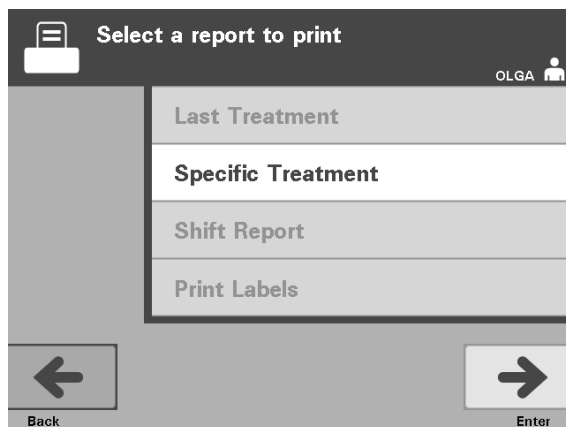 Select a report to print
OLGA
Last Treatment
Specific Treatment
Shift Report
Print Labels
Back
Enter